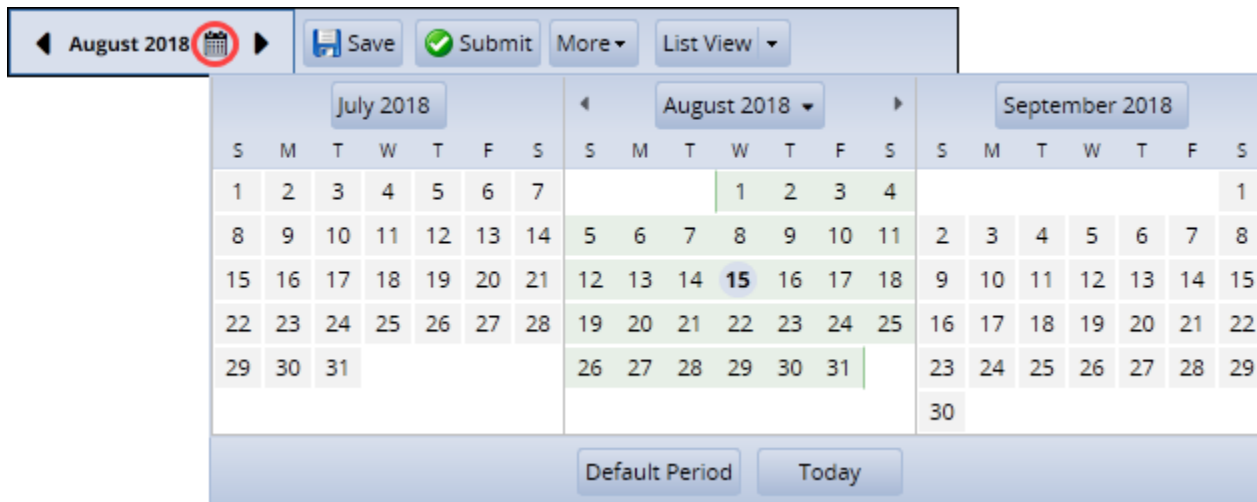 August 2018 Save Submit More List View
July 2018 August 2018 September 2018
S M T W T F S S M T W T F S S M T W T F S
1 2 3 4 5 6 7 1 2 3 4 1
8 9 10 11 12 13 14 5 6 7 8 9 10 11 2 3 4 5 6 7 8
15 16 17 18 19 20 21 12 13 14 15 16 17 18 9 10 11 12 13 14 15
22 23 24 25 26 27 28 19 20 21 22 23 24 25 16 17 18 19 20 21 22
29 30 31 26 27 28 29 30 31 23 24 25 26 27 28 29
30
Default Period Today